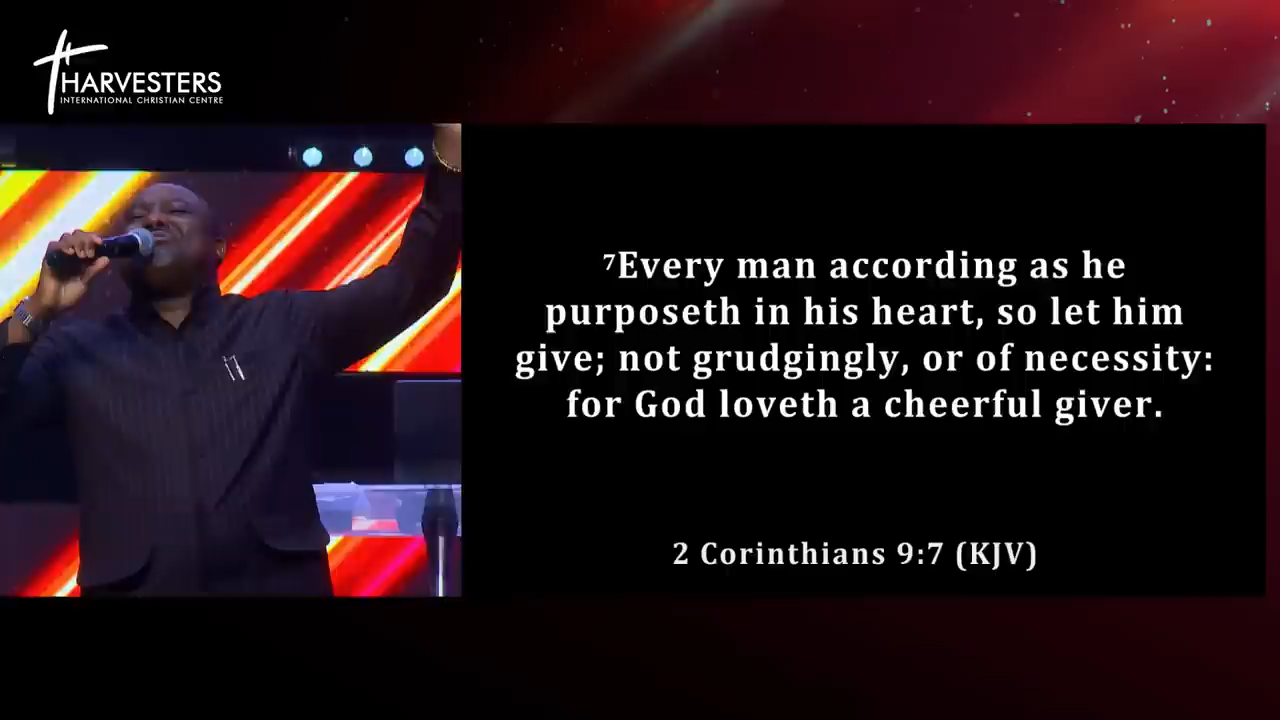 HARVESTERS
INTERNATIONAL CHRISTIAN CENTRE
⁷Every man according as he
purposeth in his heart, so let him
give; not grudgingly, or of necessity:
for God loveth a cheerful giver.
2 Corinthians 9:7 (KJV)